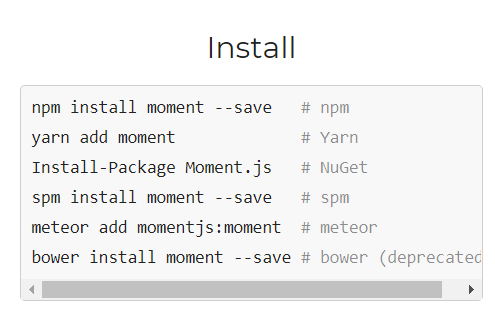 Install
npm install moment --save # npm
yarn add moment # Yarn
Install-Package Moment.js # NuGet
spm install moment --save # spm
meteor add momentjs:moment # meteor
bower install moment --save # bower (deprecated